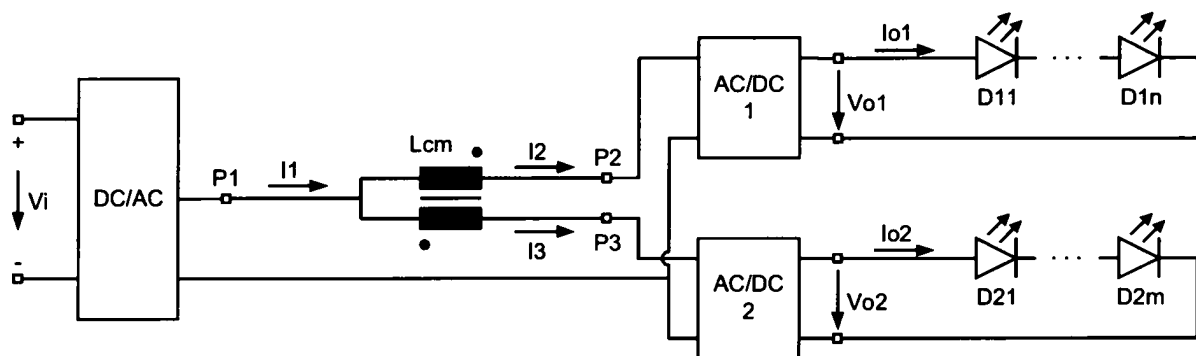 Io1
AC/DC
1
Vo1
D11
D1n
· · ·
Lcm
I2
P2
+
P1
I1
Vi
DC/AC
I3
P3
Io2
-
AC/DC
2
Vo2
D21
D2m
· · ·